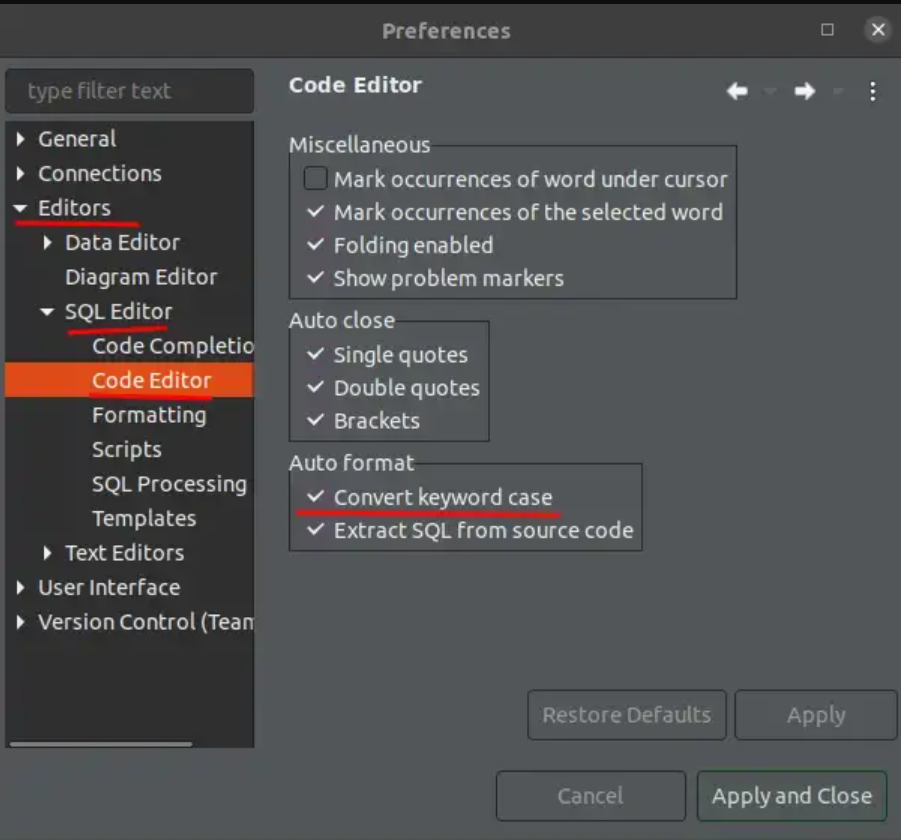 Preferences
type filter text
General
Connections
Editors
Data Editor
Diagram Editor
SQL Editor
Code Completio
Code Editor
Formatting
Scripts
SQL Processing
Templates
Text Editors
User Interface
Version Control (Team
Code Editor
Miscellaneous
Mark occurrences of word under cursor
Mark occurrences of the selected word
Folding enabled
Show problem markers
Auto close
Single quotes
Double quotes
Brackets
Auto format
Convert keyword case
Extract SQL from source code
Restore Defaults
Apply
Cancel
Apply and Close